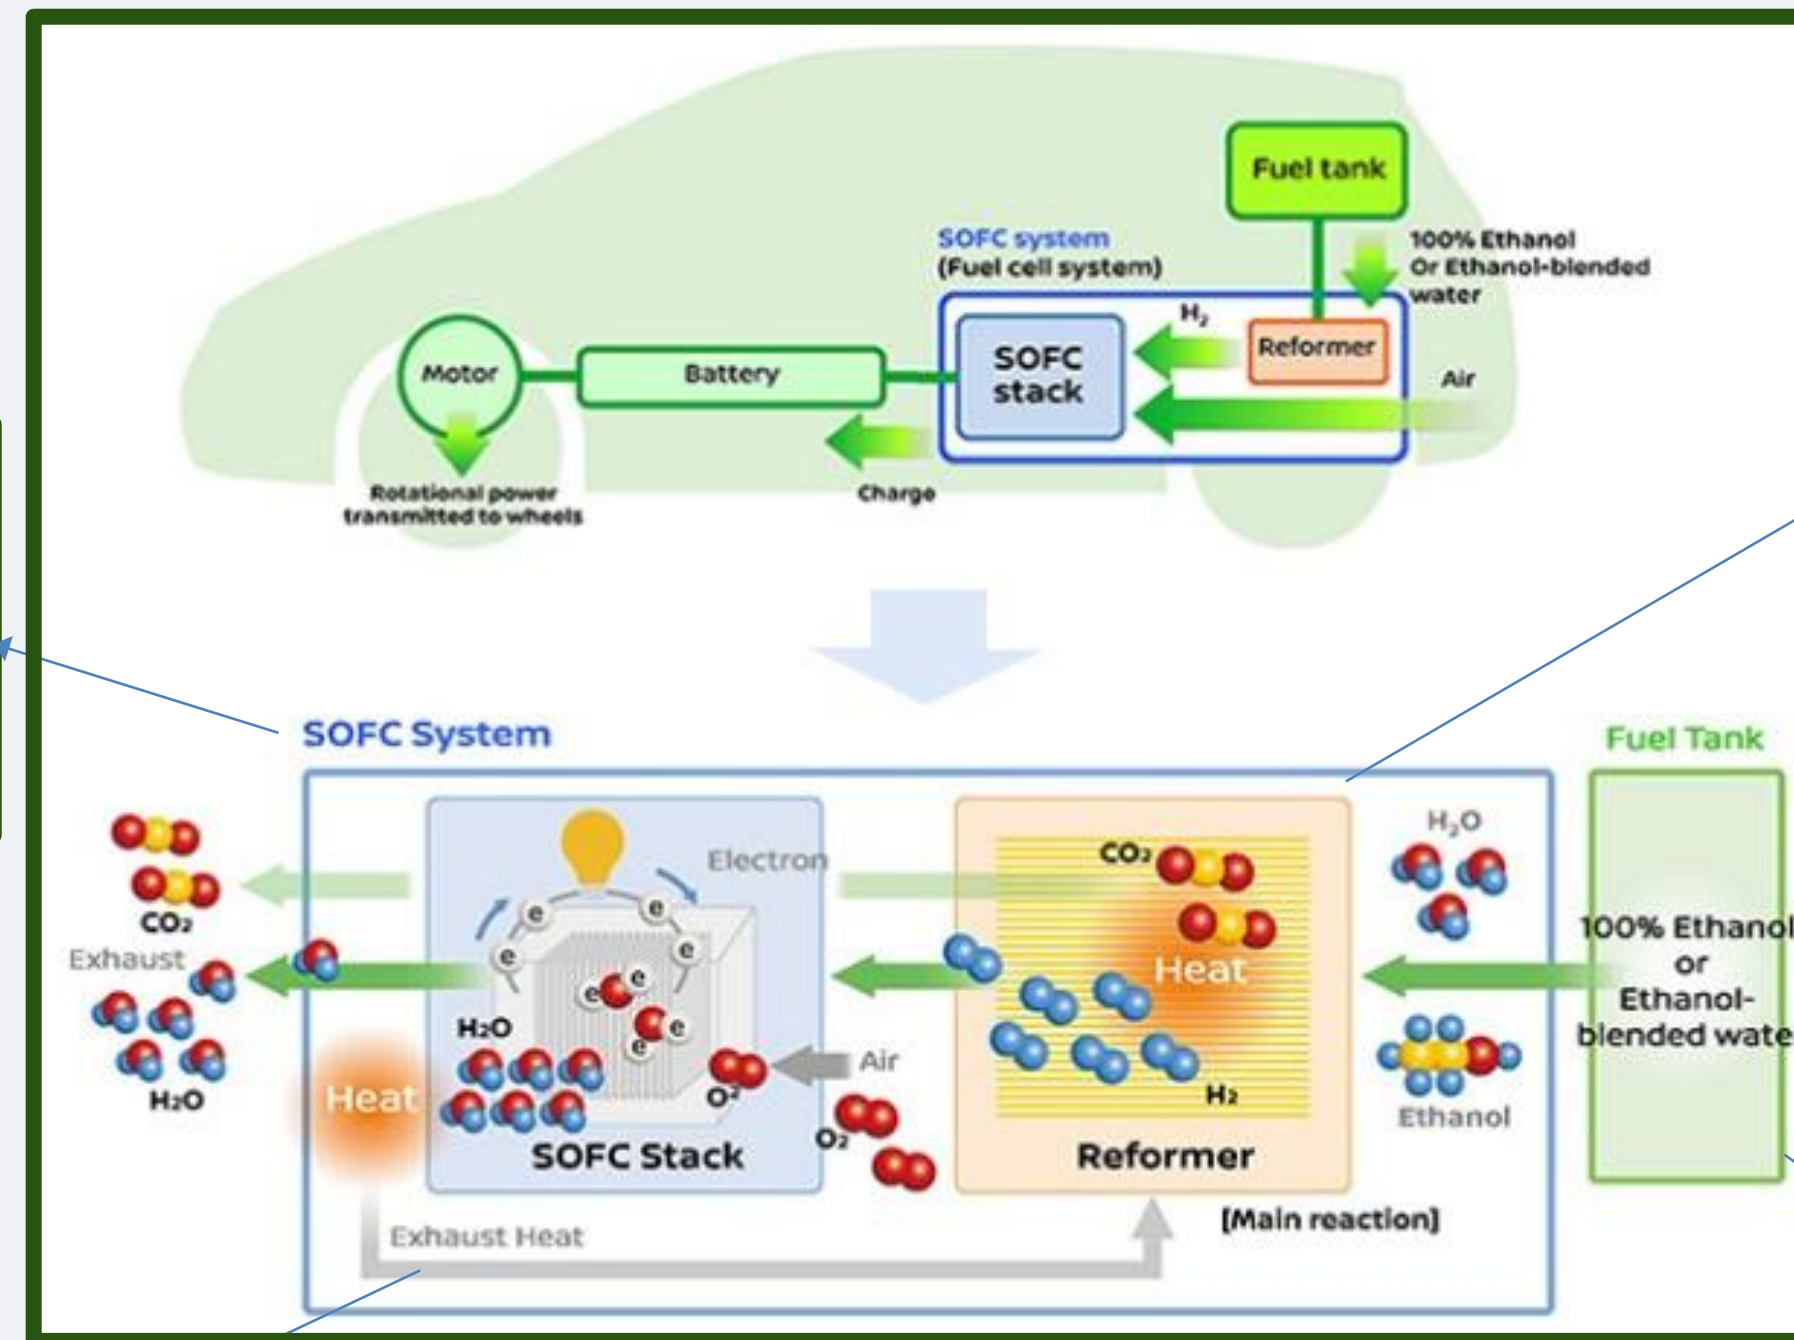 Fuel tank
SOFC system
(Fuel cell system)
100% Ethanol
Or Ethanol-blended
water
H₂
Reformer
SOFC
stack
Motor
Battery
Air
Rotational power
transmitted to wheels
Charge
SOFC System
Fuel Tank
H₂O
Electron
CO₂
CO₂
e
e
e
e
e
e
e
e
Exhaust
Heat
100% Ethanol
or
Ethanol-
blended wate
H₂O
Air
O²
H₂
Heat
H₂O
Ethanol
O₂
SOFC Stack
Reformer
[Main reaction]
Exhaust Heat